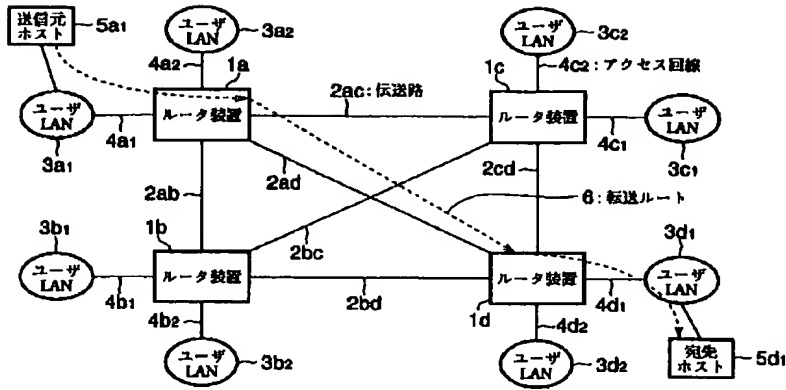 送信元
ホスト
5a1
ユーザ
LAN
3a2
ユーザ
LAN
3c2
4a2
1a
1c
4c2：アクセス回線
2ac：伝送路
ユーザ
LAN
4a1
ルータ装置
ルータ装置
4c1
ユーザ
LAN
3a1
3c1
2ab
2ad
2cd
6：転送ルート
3b1
1b
2bc
3d1
ユーザ
LAN
4b1
ルータ装置
ルータ装置
4d1
ユーザ
LAN
2bd
4b2
1d
4d2
ユーザ
LAN
3b2
ユーザ
LAN
3d2
宛先
ホスト
5d1